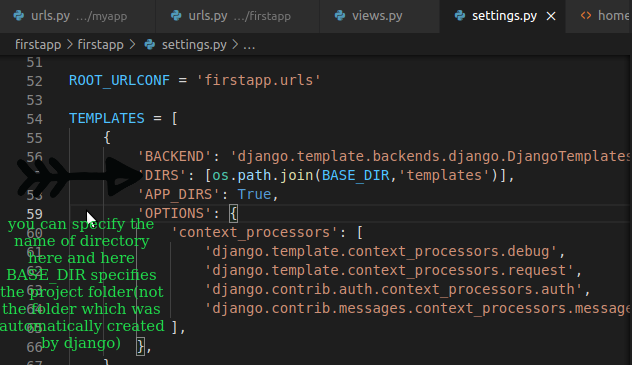 urls.py .../myapp urls.py .../firstapp views.py settings.py × <> home
firstapp > firstapp > settings.py > ...
51
52 ROOT_URLCONF = 'firstapp.urls'
53
54 TEMPLATES = [
55 {
56 'BACKEND': 'django.template.backends.django.DjangoTemplates
'DIRS': [os.path.join(BASE_DIR,'templates')],
58 'APP_DIRS': True,
59 'OPTIONS': {
you can specify the
60 'context_processors': [
name of directory
61 'django.template.context_processors.debug',
here and here
62 'django.template.context_processors.request',
BASE_DIR specifies
63 'django.contrib.auth.context_processors.auth',
the project folder(not
64 'django.contrib.messages.context_processors.message
the folder which was
65 ],
automatically created
66 },
by django)
67 }